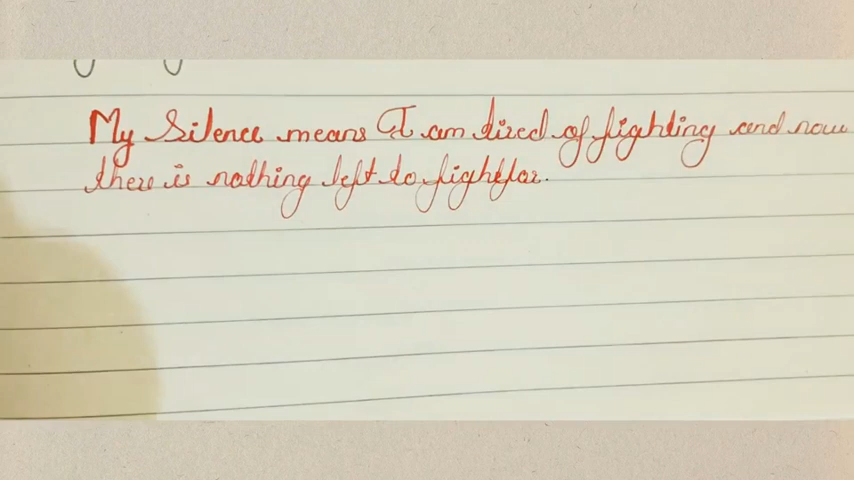 My Silence means I am tired of fighting and now
there is nothing left to fight for.